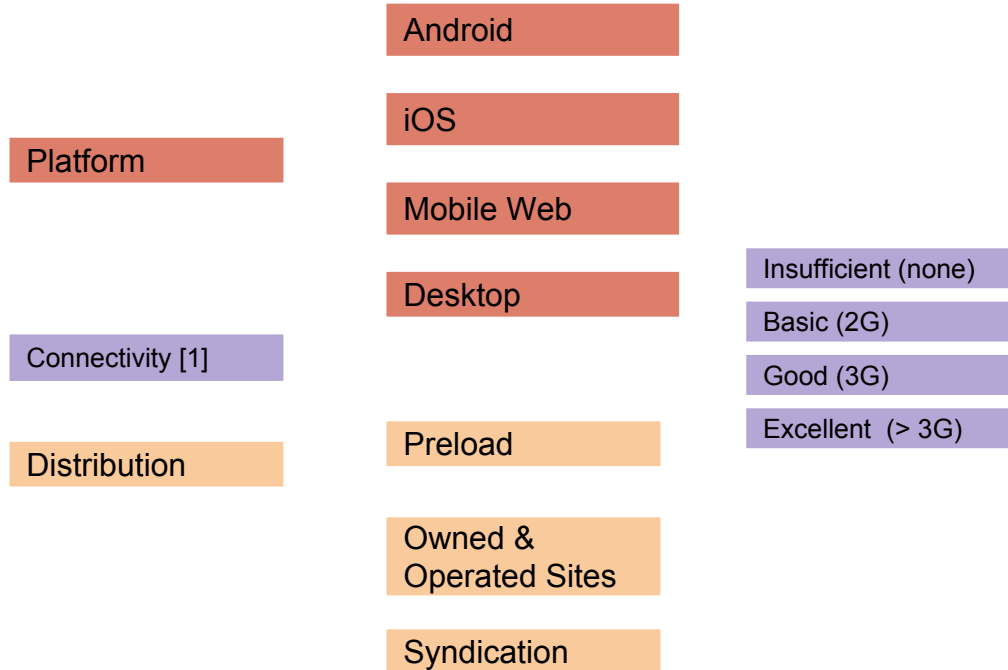 Android
iOS
Platform
Mobile Web
Insufficient (none)
Desktop
Basic (2G)
Connectivity [1]
Good (3G)
Excellent (> 3G)
Preload
Distribution
Owned &
Operated Sites
Syndication